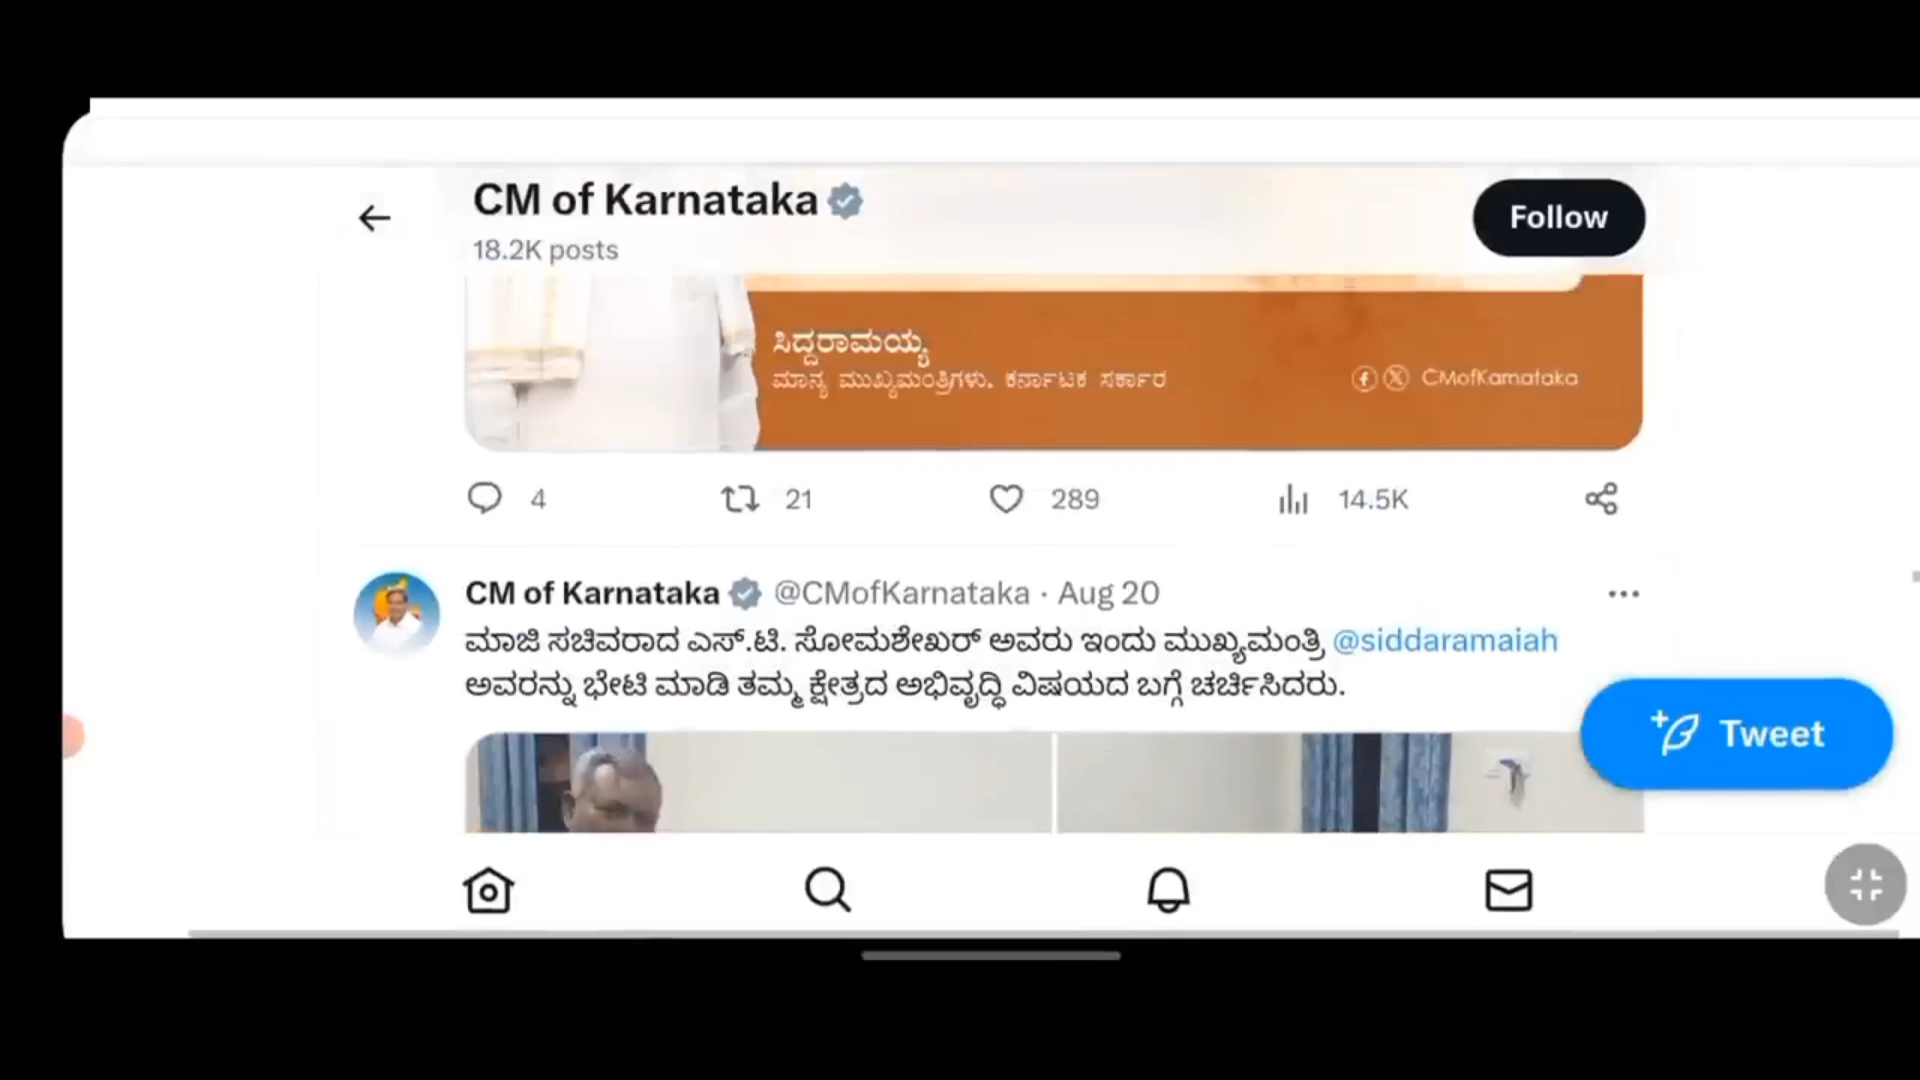 CM of Karnataka
18.2K posts
Follow
ಸಿದ್ದರಾಮಯ್ಯ
ಮಾನ್ಯ ಮುಖ್ಯಮಂತ್ರಿಗಳು, ಕರ್ನಾಟಕ ಸರ್ಕಾರ
CMofKarnataka
4 21 289 14.5K
CM of Karnataka @CMofKarnataka · Aug 20
ಮಾಜಿ ಸಚಿವರಾದ ಎಸ್.ಟಿ. ಸೋಮಶೇಖರ್ ಅವರು ಇಂದು ಮುಖ್ಯಮಂತ್ರಿ @siddaramaiah
ಅವರನ್ನು ಭೇಟಿ ಮಾಡಿ ತಮ್ಮ ಕ್ಷೇತ್ರದ ಅಭಿವೃದ್ಧಿ ವಿಷಯದ ಬಗ್ಗೆ ಚರ್ಚಿಸಿದರು.
Tweet